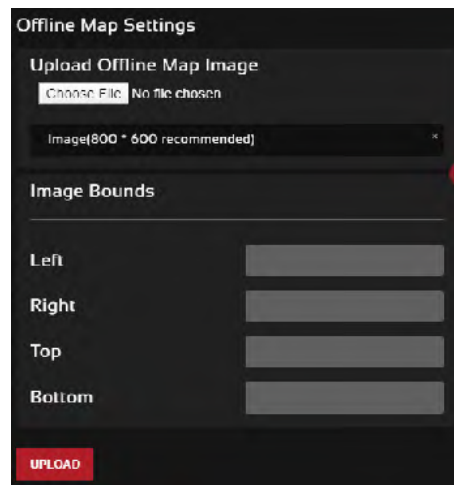 Offline Map Settings
Upload Offline Map Image
Choose File No file chosen
Image(800 * 600 recommended) ×
Image Bounds
Left
Right
Top
Bottom
UPLOAD